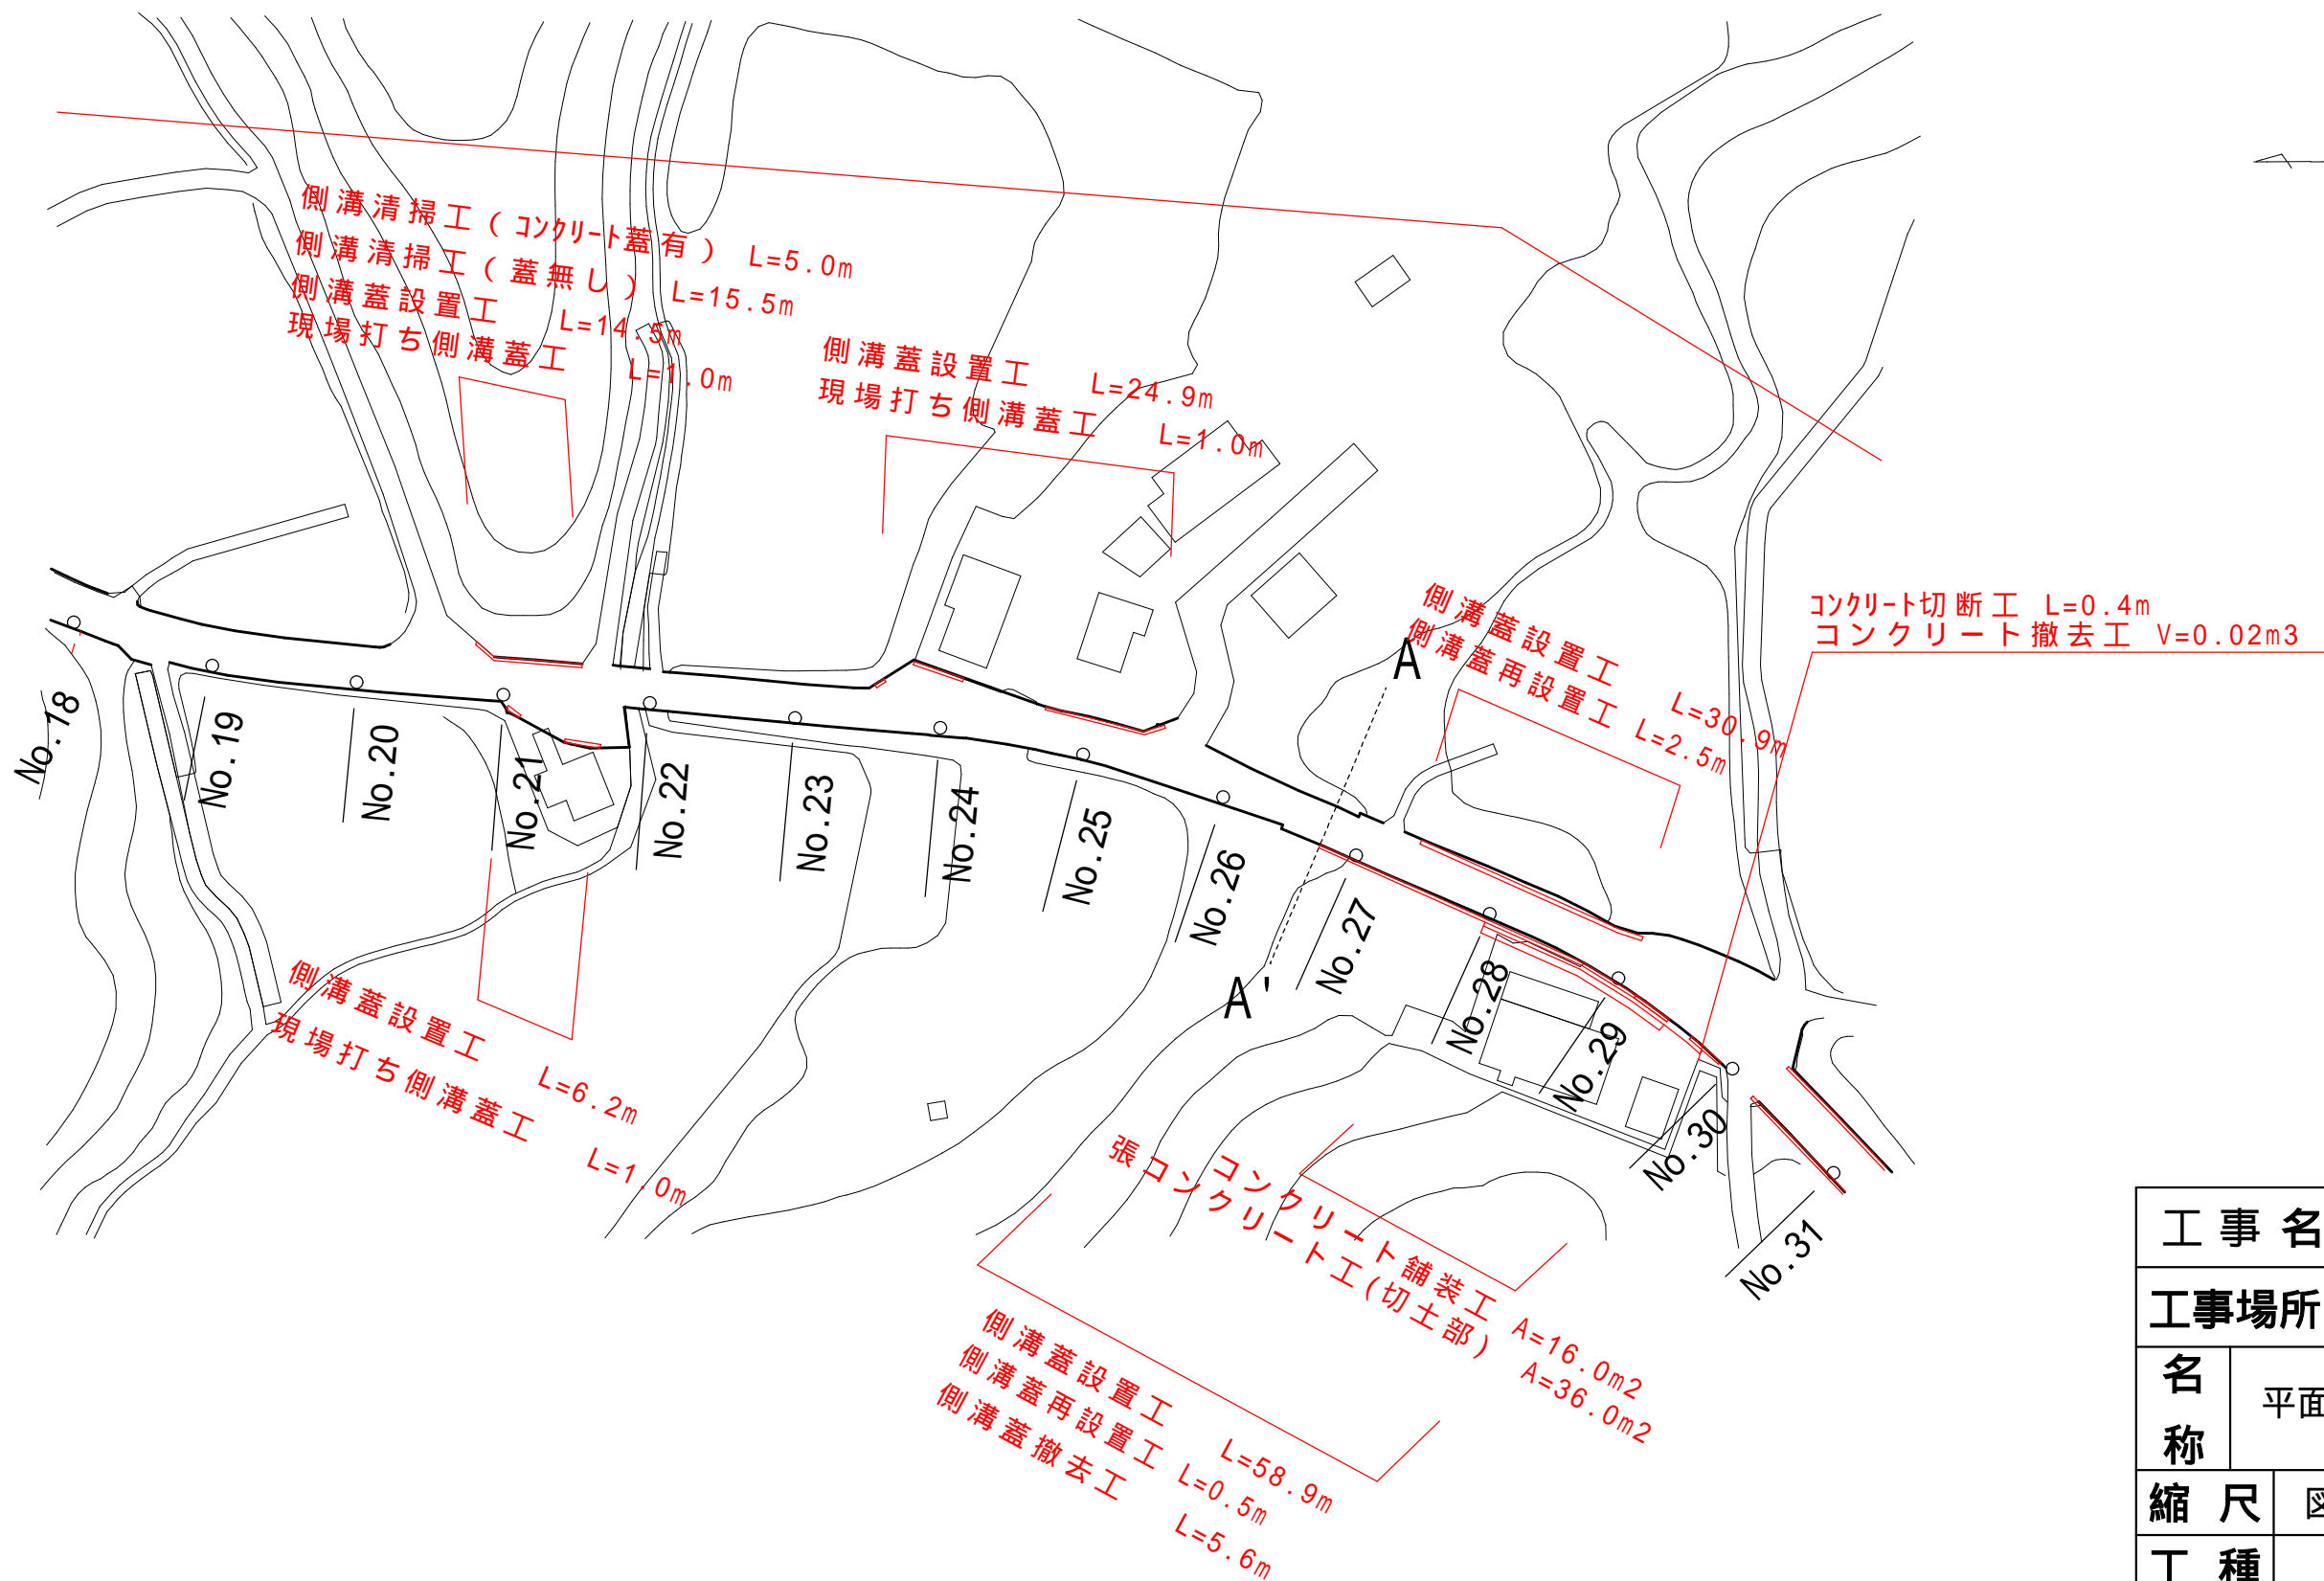 側溝清掃工(コンクリート蓋有) L=5.0m
側溝清掃工(蓋無し) L=15.5m
側溝蓋設置工 L=14.5m
現場打ち側溝蓋工 L=1.0m
側溝蓋設置工 L=24.9m
現場打ち側溝蓋工 L=1.0m
側溝蓋設置工 L=30.9m
側溝蓋再設置工 L=2.5m
コンクリート切断工 L=0.4m
コンクリート撤去工 V=0.02m3
A
A'
No.18
No.19
No.20
No.21
No.22
No.23
No.24
No.25
No.26
No.27
No.28
No.29
No.30
No.31
側溝蓋設置工 L=6.2m
現場打ち側溝蓋工 L=1.0m
コンクリート舗装工 A=16.0m2
張コンクリート工(切土部) A=36.0m2
側溝蓋設置工 L=58.9m
側溝蓋再設置工 L=0.5m
側溝蓋撤去工 L=5.6m
工事名
工事場所
名称 平面
縮尺
工種